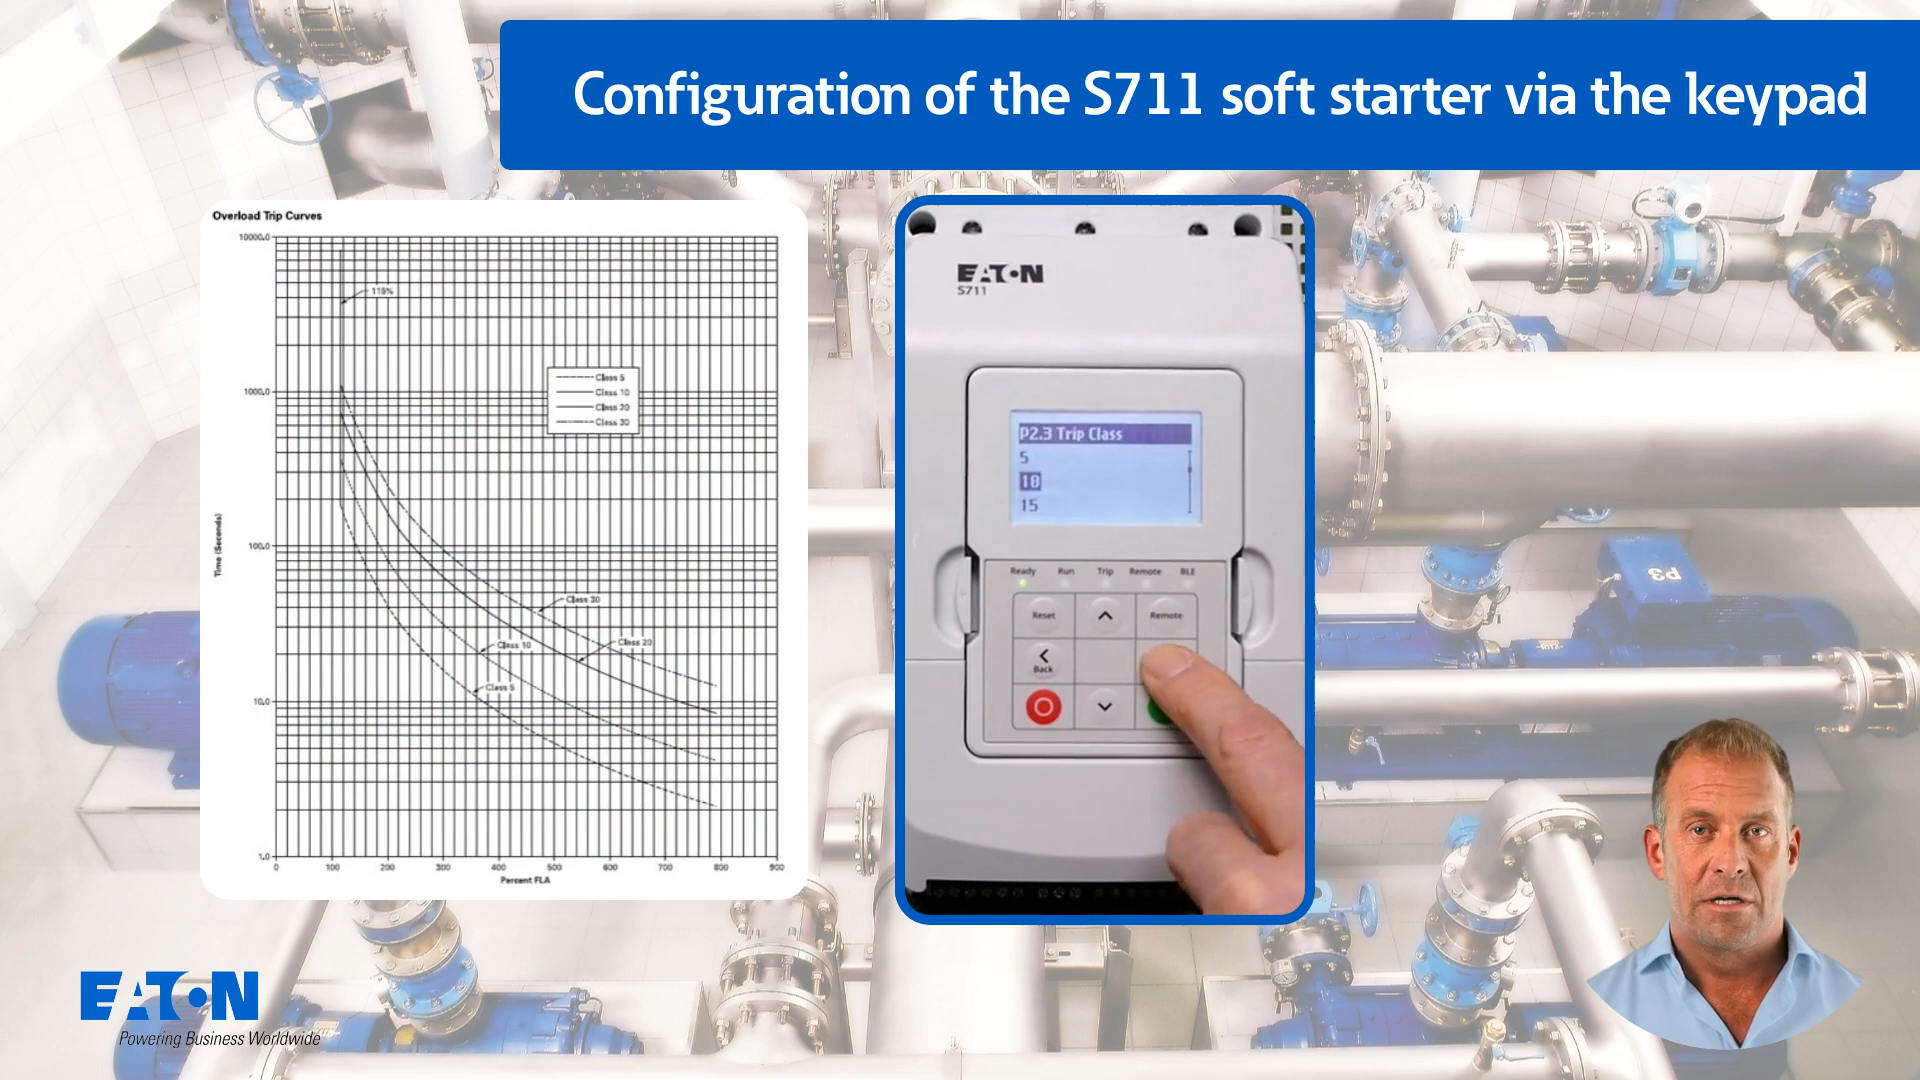 Configuration of the S711 soft starter via the keypad
Overload Trip Curves
10000.0
115%
1000.0
Class 5
Class 10
Class 20
Class 30
100.0
Time (Seconds)
Class 30
Class 20
Class 10
Class 5
10.0
1.0
0 100 200 300 400 500 600 700 800 900
Percent FLA
EATON
S711
P2.3 Trip Class
5
10
15
Ready Run Trip Remote BLE
Reset
Remote
Back
P3
RITZ
EATON
Powering Business Worldwide